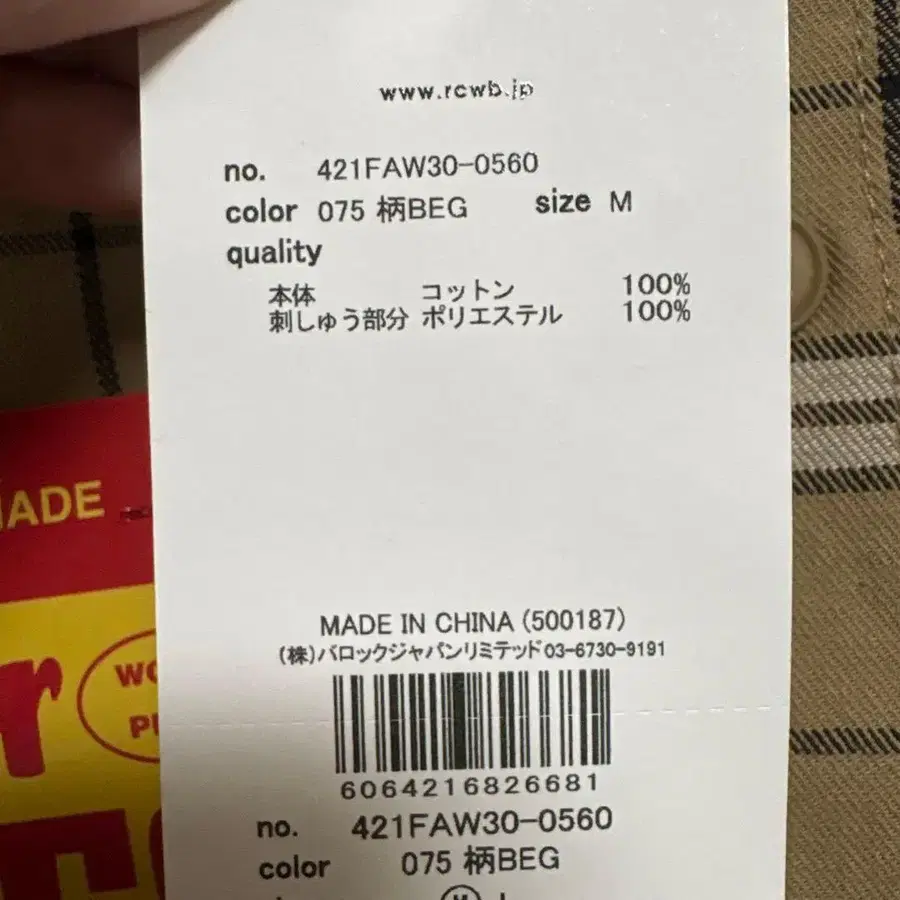 www.rcwb.jp
no. 421FAW30-0560
color 075 柄BEG size M
quality
本体 コットン 100%
刺しゅう部分 ポリエステル 100%
MADE
MADE IN CHINA (500187)
(株)バロックジャパンリミテッド03-6730-9191
6064216826681
no. 421FAW30-0560
color 075 柄BEG